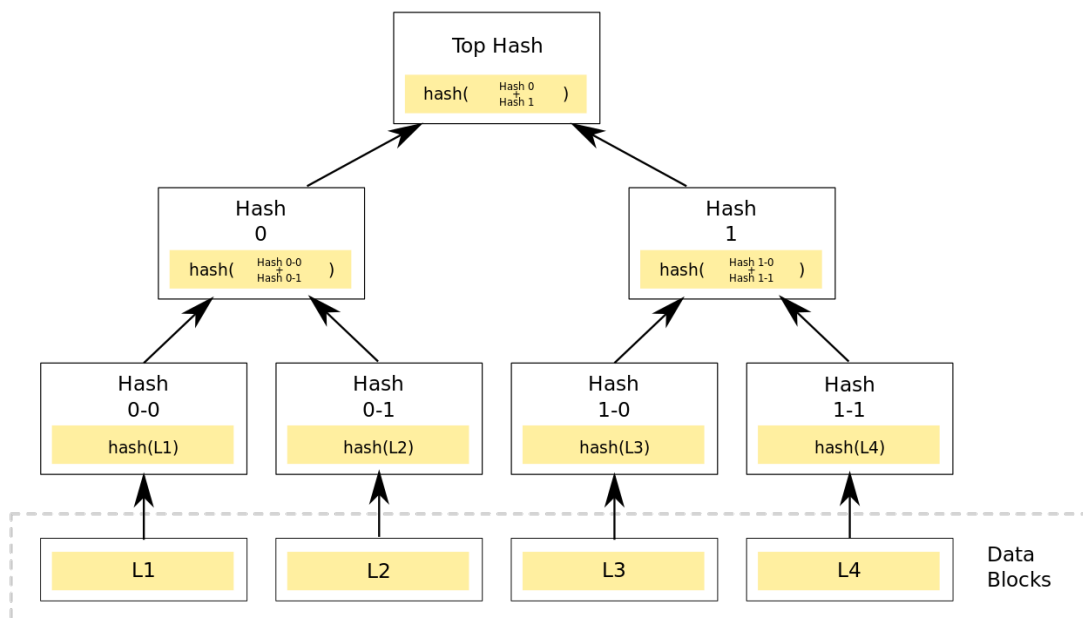 Top Hash
hash( Hash 0 + Hash 1 )
Hash
0
hash( Hash 0-0 + Hash 0-1 )
Hash
1
hash( Hash 1-0 + Hash 1-1 )
Hash
0-0
hash(L1)
Hash
0-1
hash(L2)
Hash
1-0
hash(L3)
Hash
1-1
hash(L4)
L1
L2
L3
L4
Data
Blocks